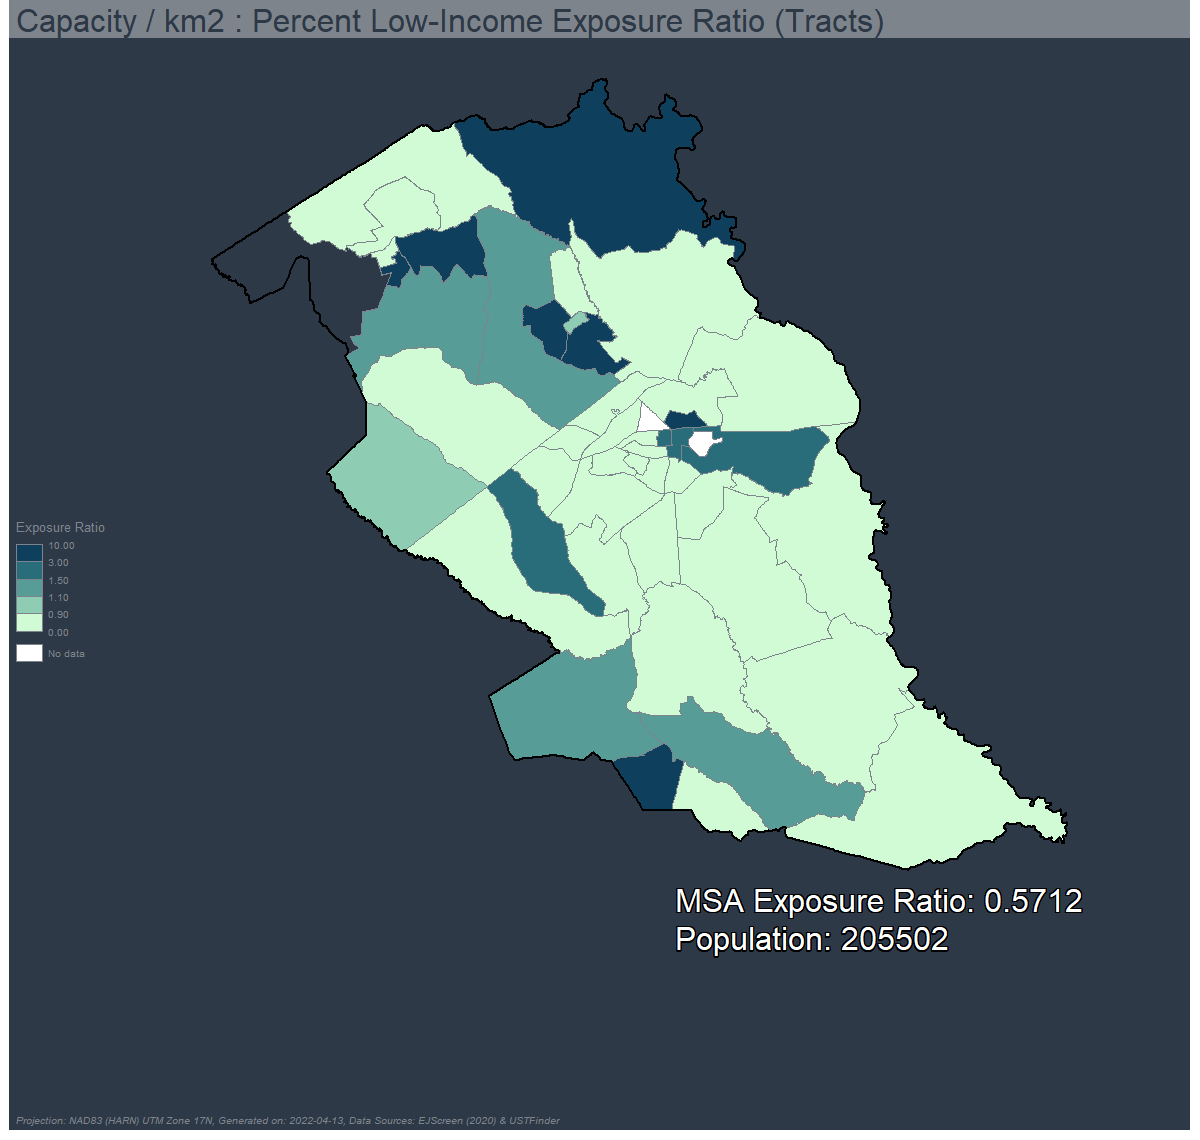 Capacity / km2 : Percent Low-Income Exposure Ratio (Tracts)
Exposure Ratio
10.00
3.00
1.50
1.10
0.90
0.00
No data
MSA Exposure Ratio: 0.5712
Population: 205502
Projection: NAD83 (HARN) UTM Zone 17N, Generated on: 2022-04-13, Data Sources: EJScreen (2020) & USTFinder